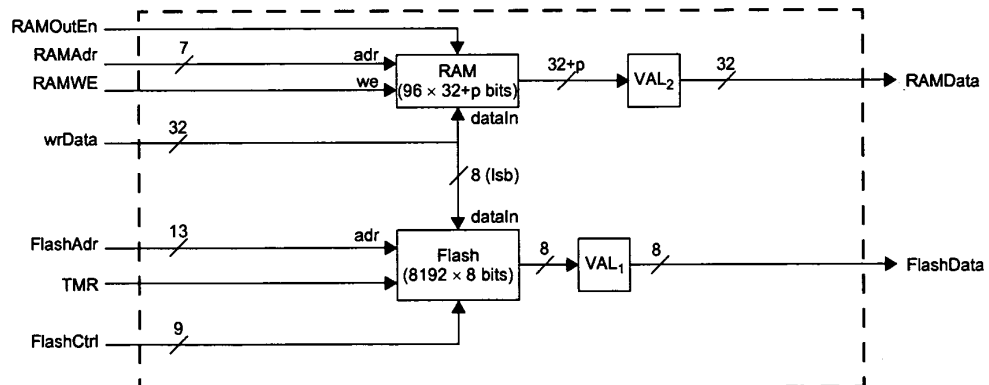 RAMOutEn
RAMAdr
7
adr
RAMWE
we
RAM
(96 × 32+p bits)
32+p
VAL2
32
RAMData
dataIn
wrData
32
8 (lsb)
dataIn
FlashAdr
13
adr
Flash
(8192 × 8 bits)
8
VAL1
8
FlashData
TMR
FlashCtrl
9